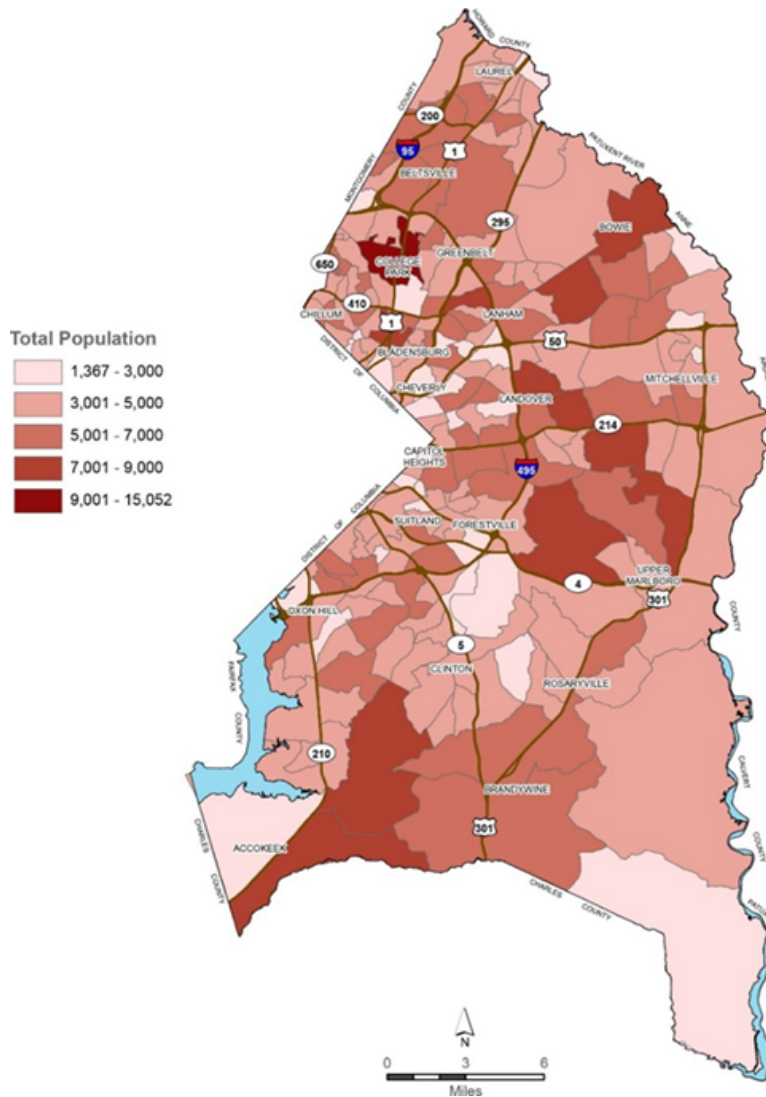 HOWARD COUNTY
LAUREL
MONTGOMERY COUNTY
200
95
1
BELTSVILLE
PATUXENT RIVER
ANNE
295
BOWIE
650
COLLEGE PARK
GREENBELT
410
CHILLUM
1
LANHAM
BLADENSBURG
50
DISTRICT OF COLUMBIA
CHEVERLY
MITCHELLVILLE
LANDOVER
214
CAPITOL HEIGHTS
495
Total Population
1,367 - 3,000
3,001 - 5,000
5,001 - 7,000
7,001 - 9,000
9,001 - 15,052
DISTRICT OF COLUMBIA
SUITLAND
FORESTVILLE
UPPER MARLBORO
4
301
OXON HILL
COUNTY
5
CLINTON
FAIRFAX COUNTY
ROSARYVILLE
CALVERT COUNTY
210
BRANDYWINE
301
ACCOKEEK
CHARLES COUNTY
CHARLES COUNTY
N
0 3 6
Miles